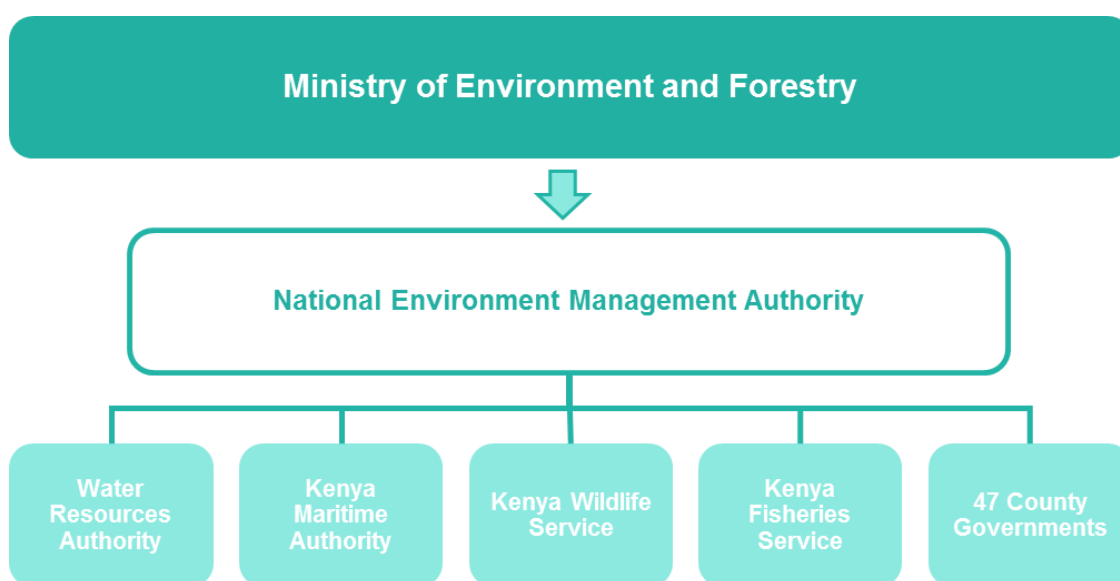 Ministry of Environment and Forestry
National Environment Management Authority
Water
Resources
Authority
Kenya
Maritime
Authority
Kenya Wildlife
Service
Kenya
Fisheries
Service
47 County
Governments